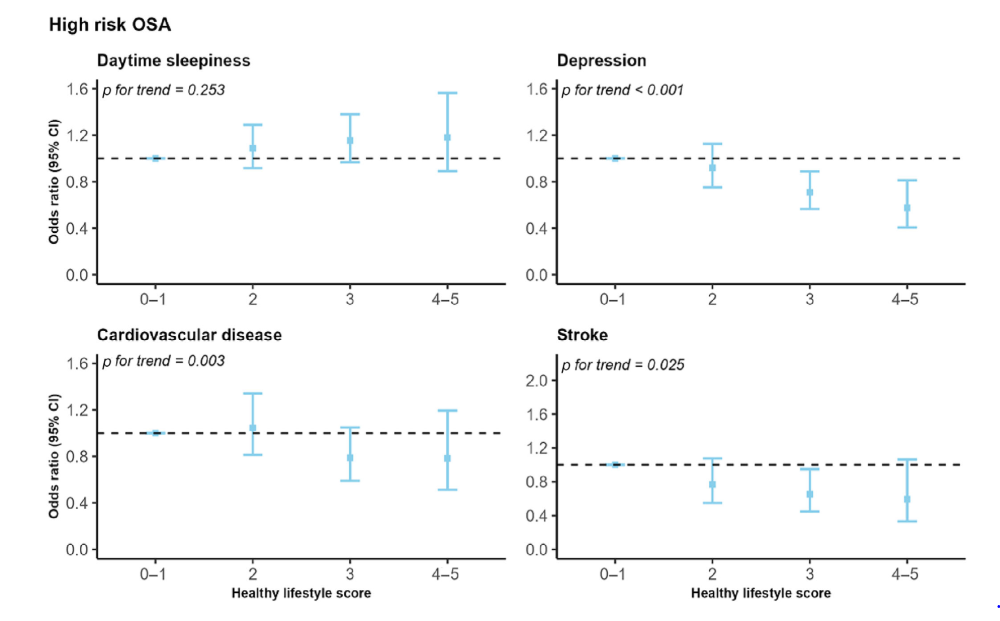 High risk OSA
Daytime sleepiness
p for trend = 0.253
Odds ratio (95% CI)
1.6
1.2
0.8
0.4
0.0
0–1 2 3 4–5
Depression
p for trend < 0.001
1.6
1.2
0.8
0.4
0.0
0–1 2 3 4–5
Cardiovascular disease
p for trend = 0.003
Odds ratio (95% CI)
1.6
1.2
0.8
0.4
0.0
0–1 2 3 4–5
Healthy lifestyle score
Stroke
p for trend = 0.025
2.0
1.6
1.2
0.8
0.4
0.0
0–1 2 3 4–5
Healthy lifestyle score